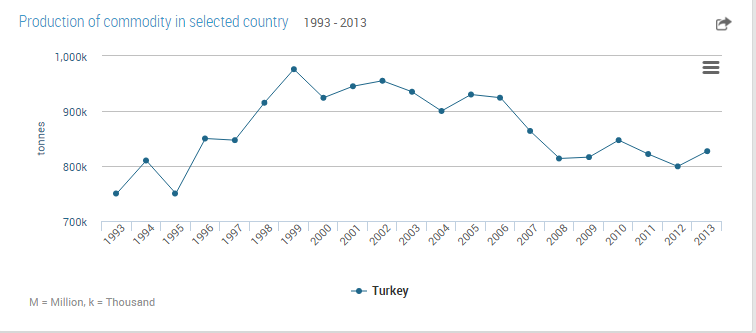 Production of commodity in selected country 1993 - 2013
1,000k
900k
800k
700k
tonnes
1993 1994 1995 1996 1997 1998 1999 2000 2001 2002 2003 2004 2005 2006 2007 2008 2009 2010 2011 2012 2013
Turkey
M = Million, k = Thousand